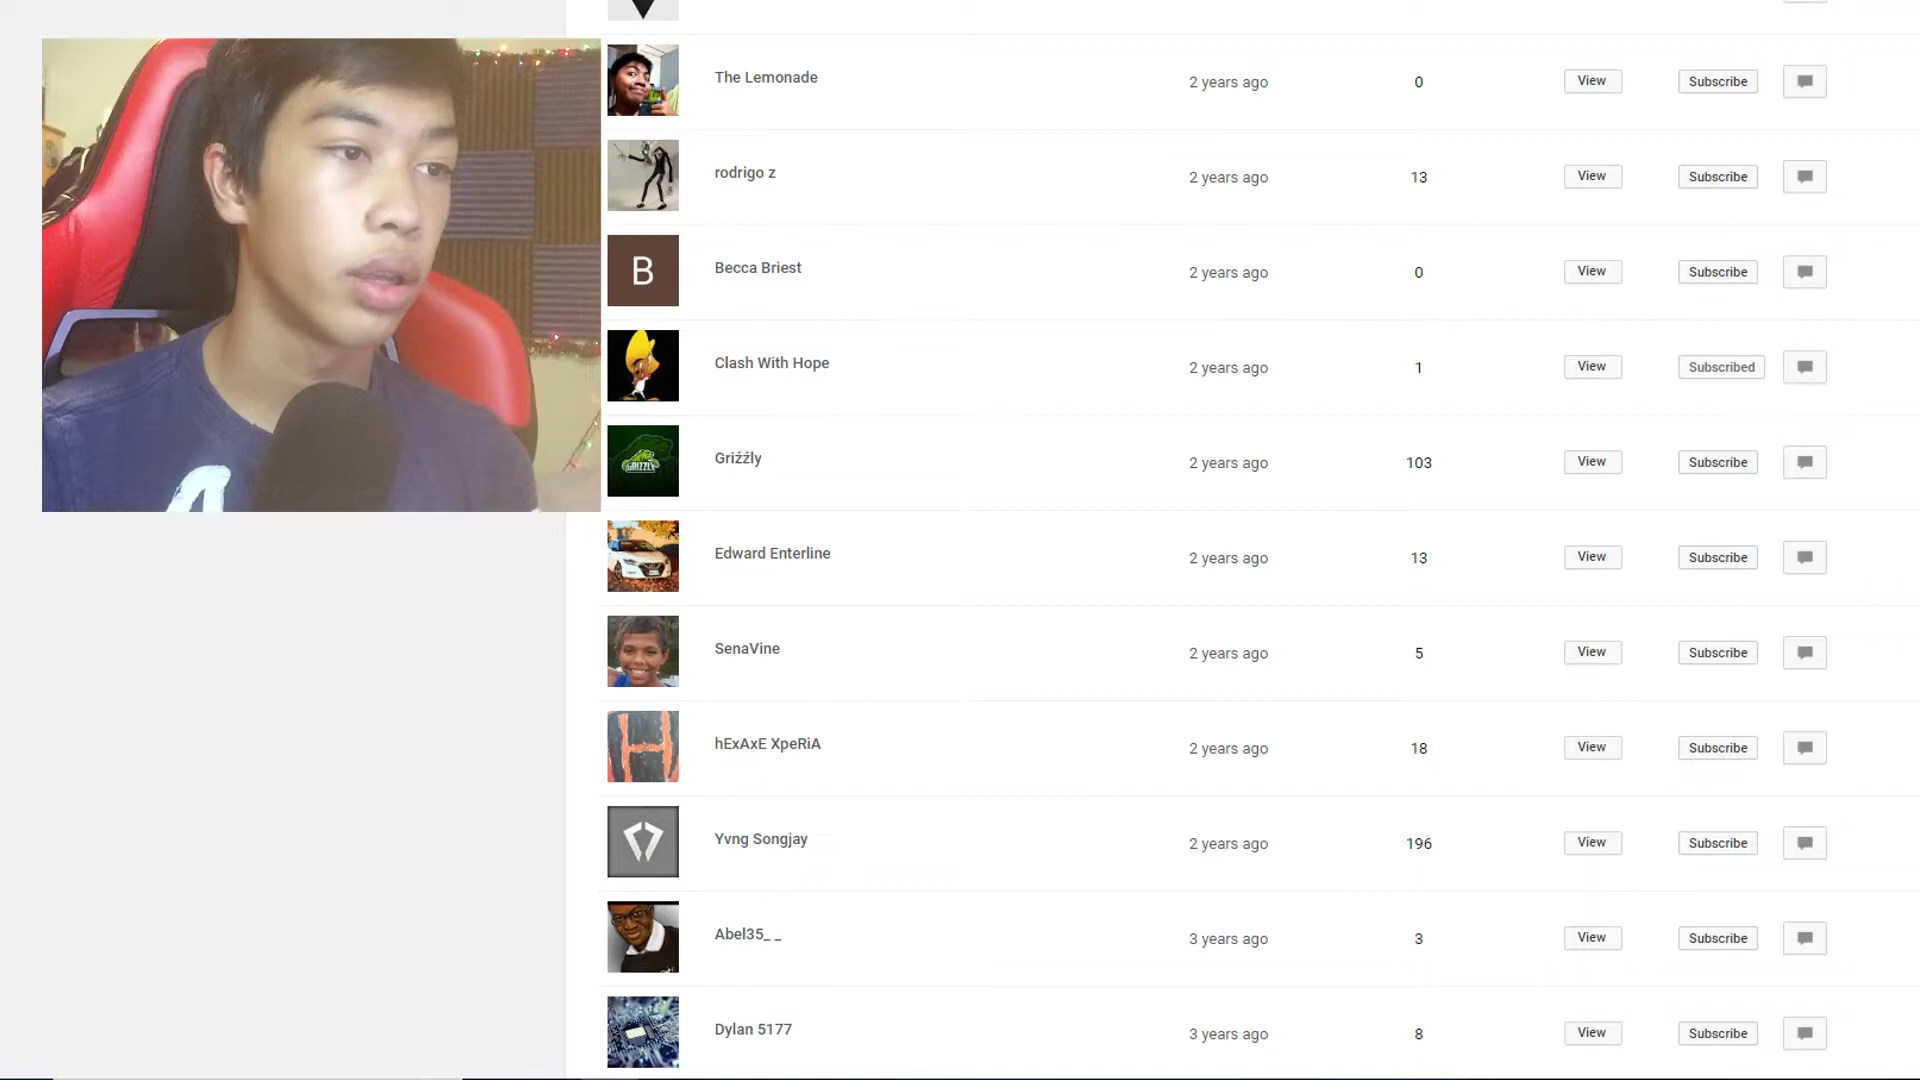 The Lemonade 2 years ago 0 View Subscribe
rodrigo z 2 years ago 13 View Subscribe
B Becca Briest 2 years ago 0 View Subscribe
Clash With Hope 2 years ago 1 View Subscribed
GRIZZLY Griźźly 2 years ago 103 View Subscribe
Edward Enterline 2 years ago 13 View Subscribe
SenaVine 2 years ago 5 View Subscribe
H hExAxE XpeRiA 2 years ago 18 View Subscribe
Yvng Songjay 2 years ago 196 View Subscribe
Abel35_ _ 3 years ago 3 View Subscribe
Dylan 5177 3 years ago 8 View Subscribe